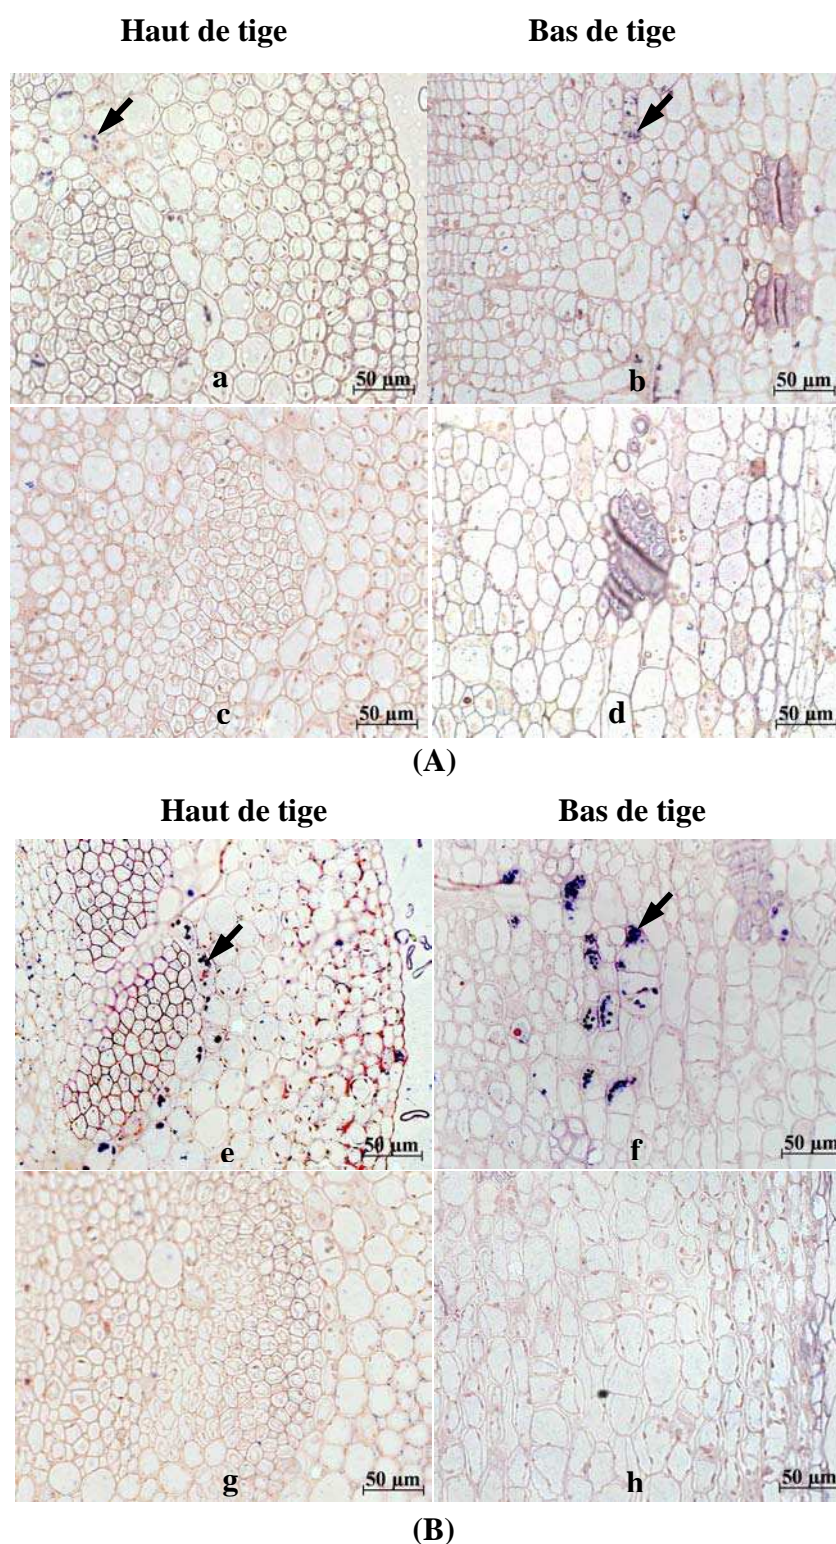 Haut de tige Bas de tige
a 50 µm b 50 µm
c 50 µm d 50 µm
(A)
Haut de tige Bas de tige
e 50 µm f 50 µm
g 50 µm h 50 µm
(B)